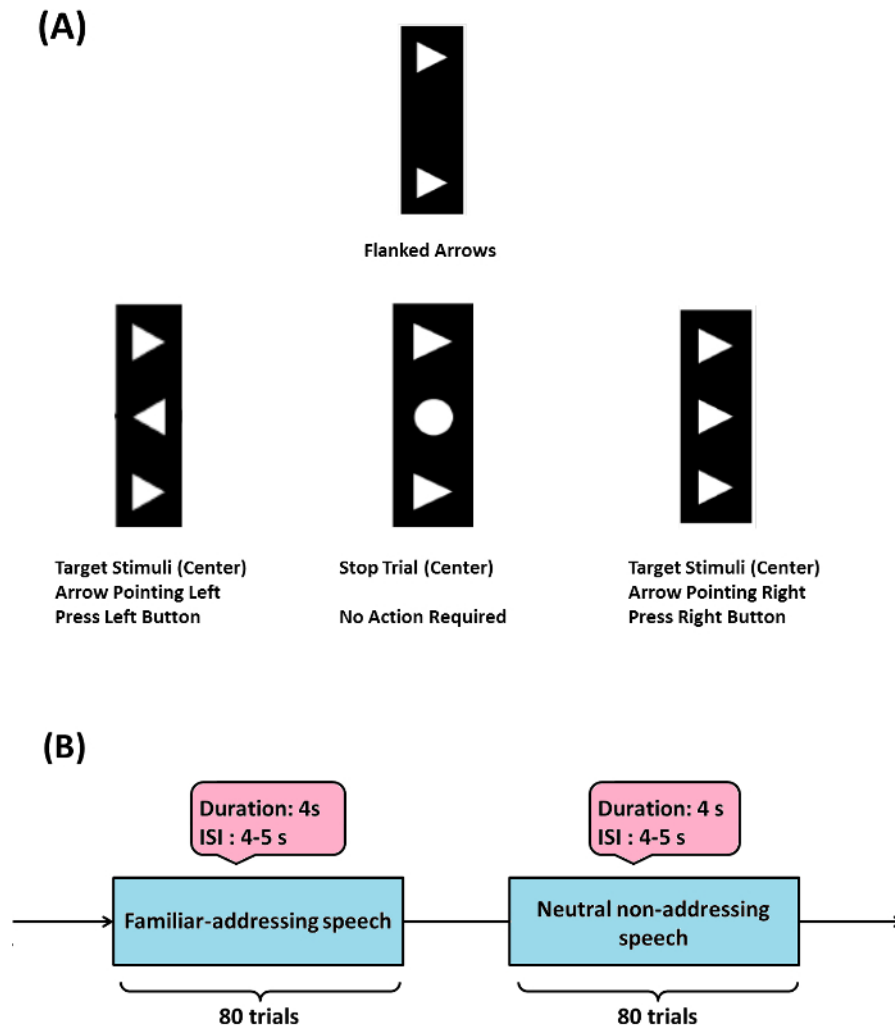 (A)
Flanked Arrows
Target Stimuli (Center)
Arrow Pointing Left
Press Left Button
Stop Trial (Center)
No Action Required
Target Stimuli (Center)
Arrow Pointing Right
Press Right Button
(B)
Duration: 4s
ISI : 4-5 s
Duration: 4 s
ISI : 4-5 s
Familiar-addressing speech
Neutral non-addressing
speech
80 trials
80 trials